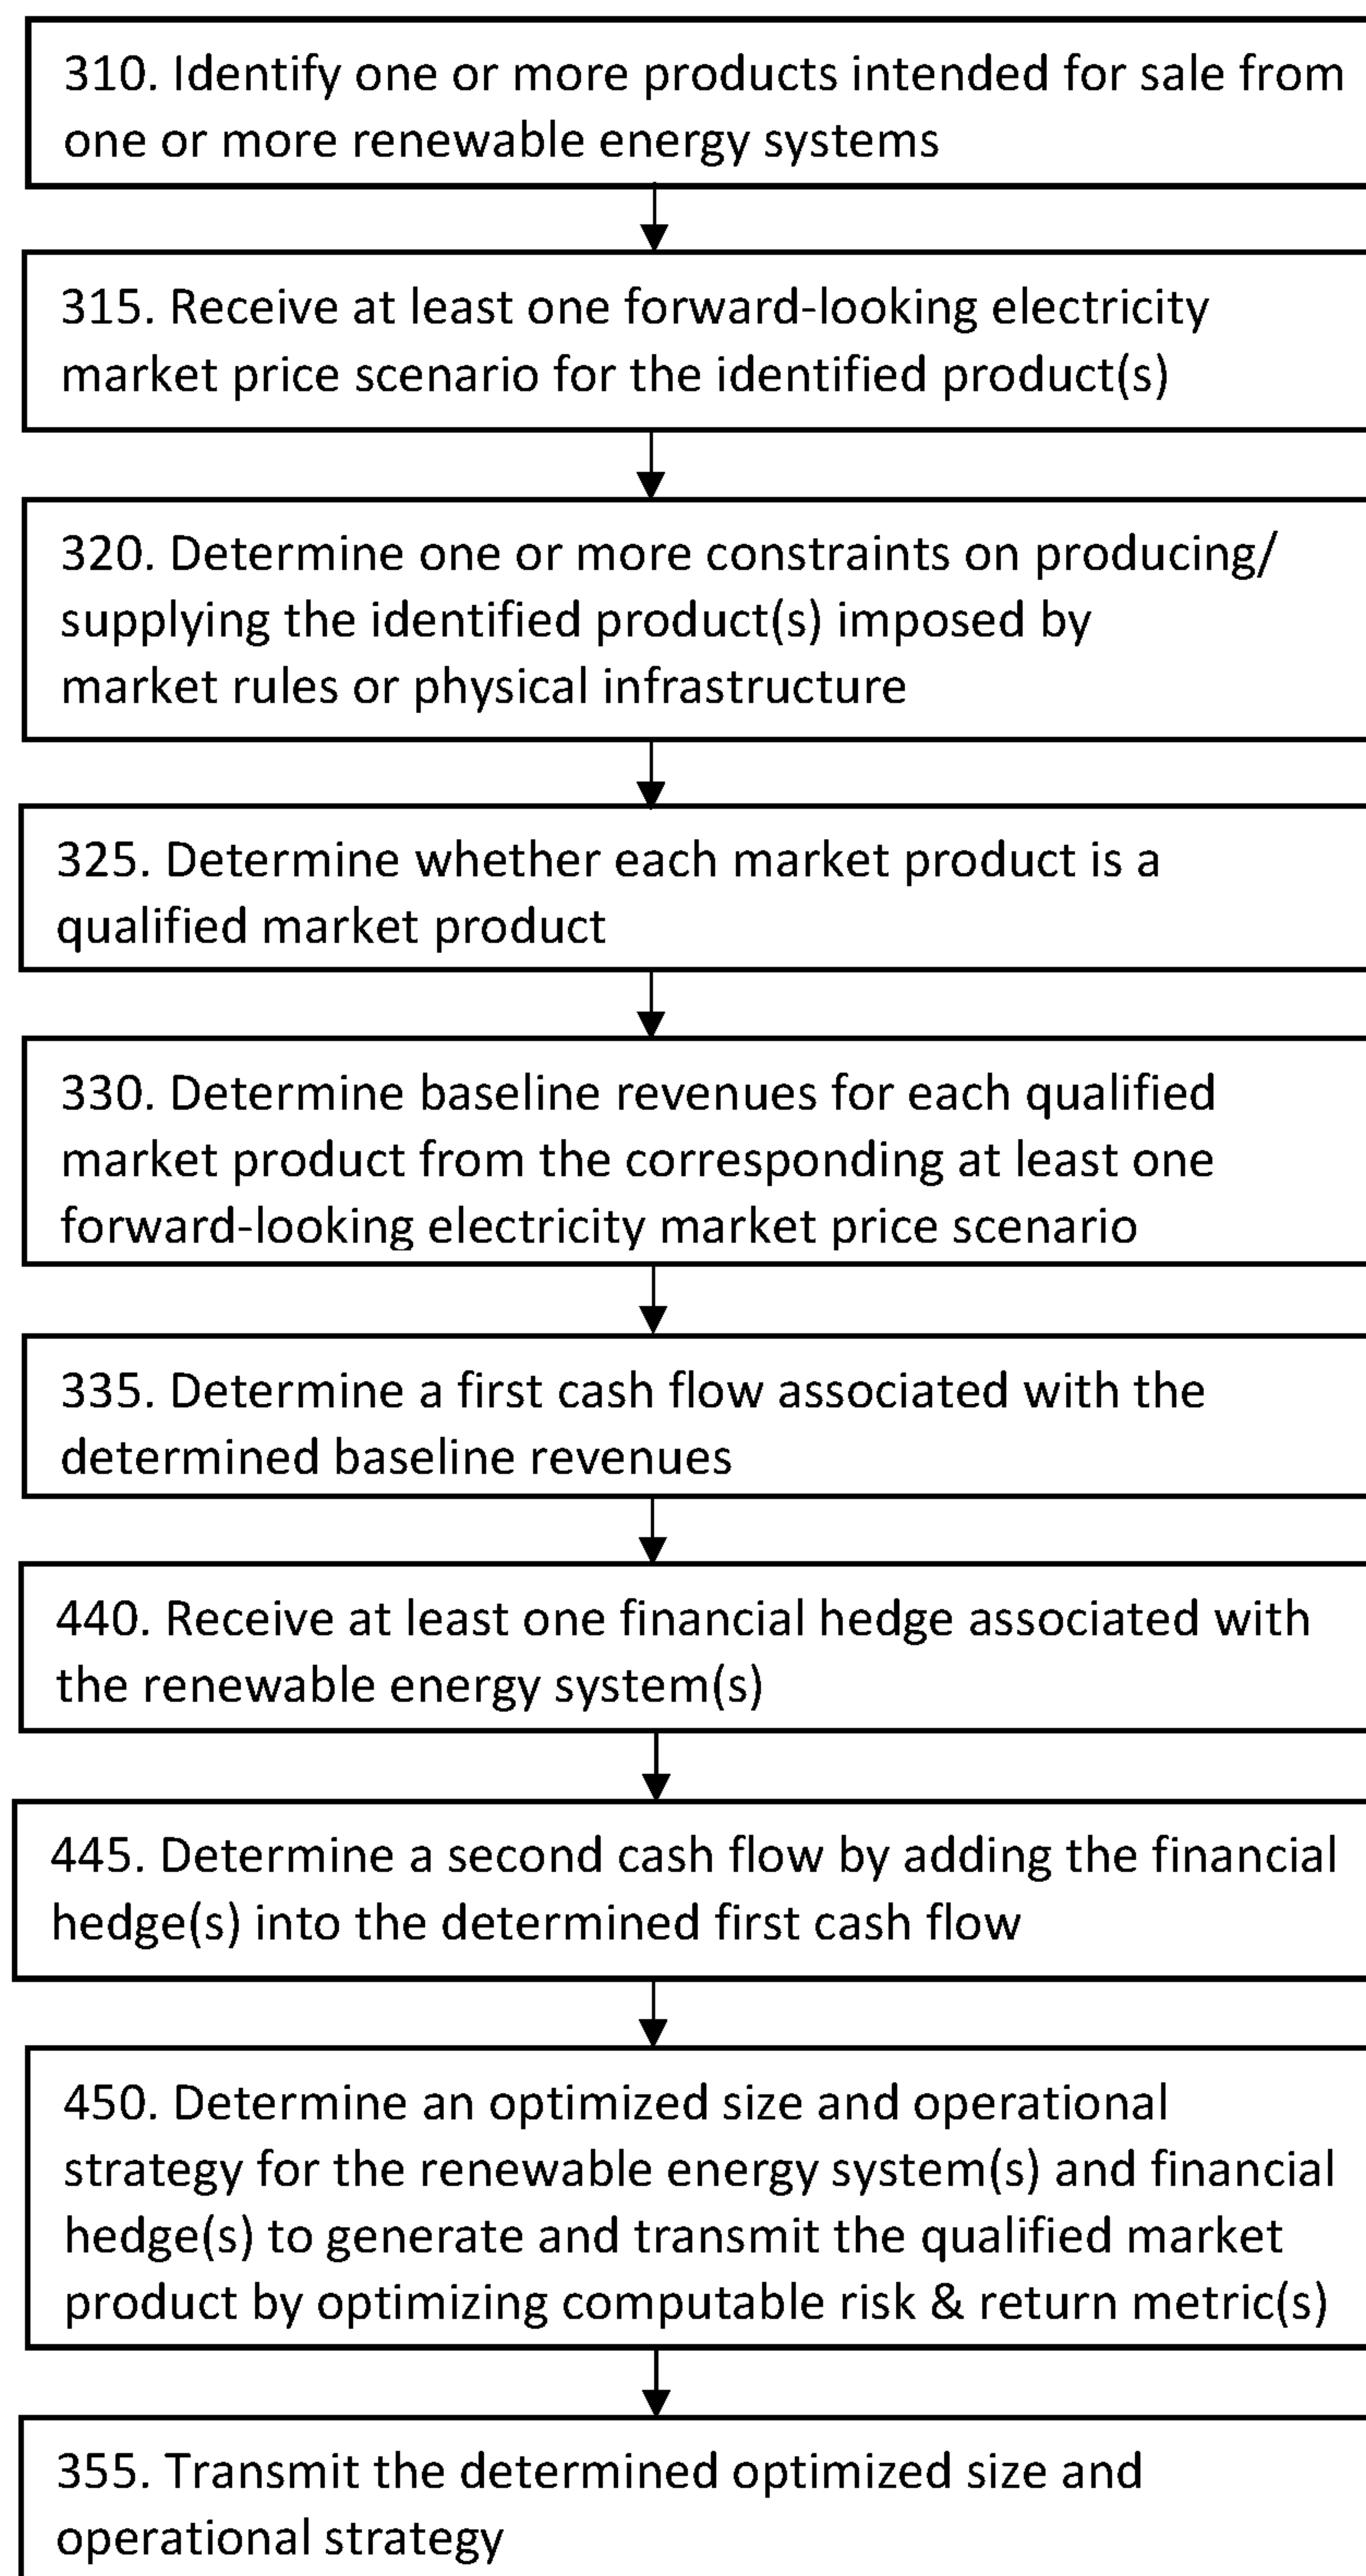 310. Identify one or more products intended for sale from
one or more renewable energy systems
315. Receive at least one forward-looking electricity
market price scenario for the identified product(s)
320. Determine one or more constraints on producing/
supplying the identified product(s) imposed by
market rules or physical infrastructure
325. Determine whether each market product is a
qualified market product
330. Determine baseline revenues for each qualified
market product from the corresponding at least one
forward-looking electricity market price scenario
335. Determine a first cash flow associated with the
determined baseline revenues
440. Receive at least one financial hedge associated with
the renewable energy system(s)
445. Determine a second cash flow by adding the financial
hedge(s) into the determined first cash flow
450. Determine an optimized size and operational
strategy for the renewable energy system(s) and financial
hedge(s) to generate and transmit the qualified market
product by optimizing computable risk & return metric(s)
355. Transmit the determined optimized size and
operational strategy